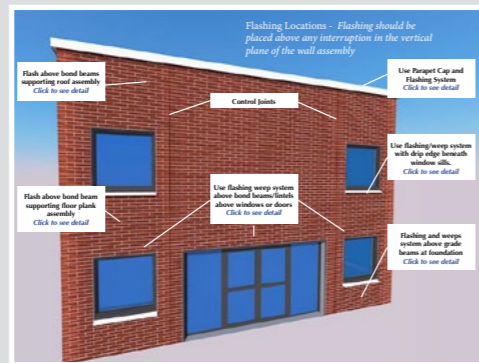 Flashing Locations - Flashing should be
placed above any interruption in the vertical
plane of the wall assembly
Flash above bond beams
supporting roof assembly
Click to see detail
Use Parapet Cap and
Flashing System
Click to see detail
Control Joints
Use flashing/weep system
with drip edge beneath
window sills.
Click to see detail
Flash above bond beam
supporting floor plank
assembly
Click to see detail
Use flashing weep system
above bond beams/lintels
above windows or doors
Click to see detail
Flashing and weeps
system above grade
beams at foundation
Click to see detail